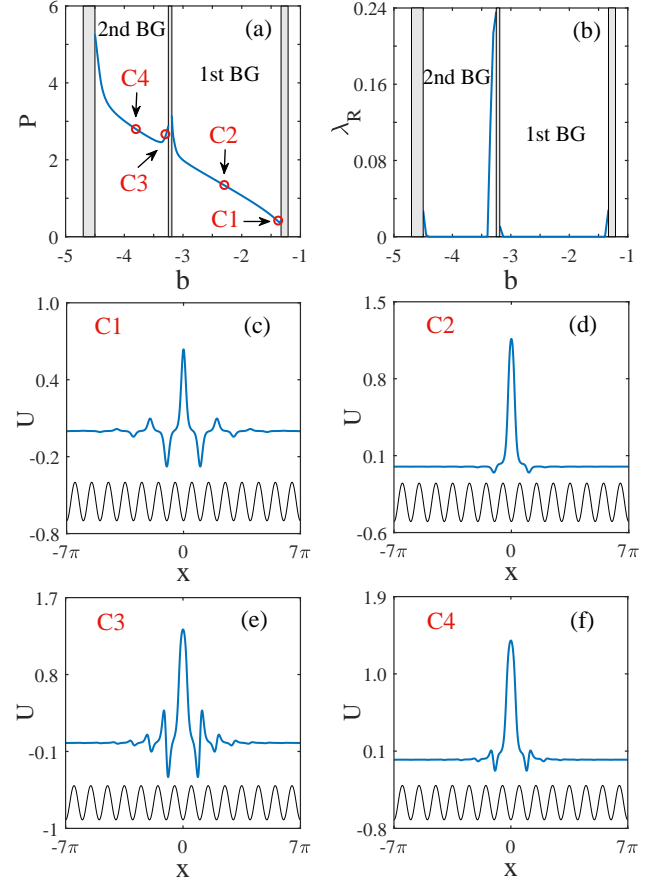 6
4
2
0
P
2nd BG
(a)
1st BG
C4
C3
C2
C1
-5
-4
-3
-2
-1
b
0.24
0.16
0.08
0
λR
(b)
2nd BG
1st BG
-5
-4
-3
-2
-1
b
1.0
0.4
-0.2
-0.8
U
C1
(c)
-7π
0
7π
x
1.5
0.8
0.1
-0.6
U
C2
(d)
-7π
0
7π
x
1.7
0.8
-0.1
-1
U
C3
(e)
-7π
0
7π
x
1.9
1.0
0.1
-0.8
U
C4
(f)
-7π
0
7π
x